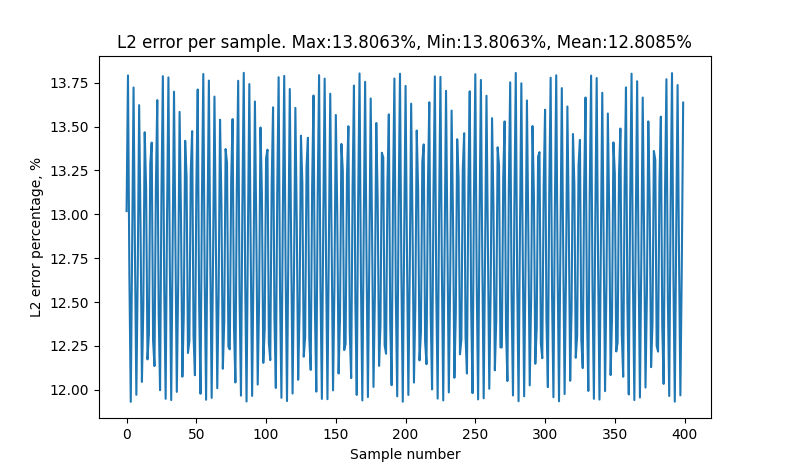 L2 error per sample. Max:13.8063%, Min:13.8063%, Mean:12.8085%
L2 error percentage, %
13.75
13.50
13.25
13.00
12.75
12.50
12.25
12.00
0 50 100 150 200 250 300 350 400
Sample number